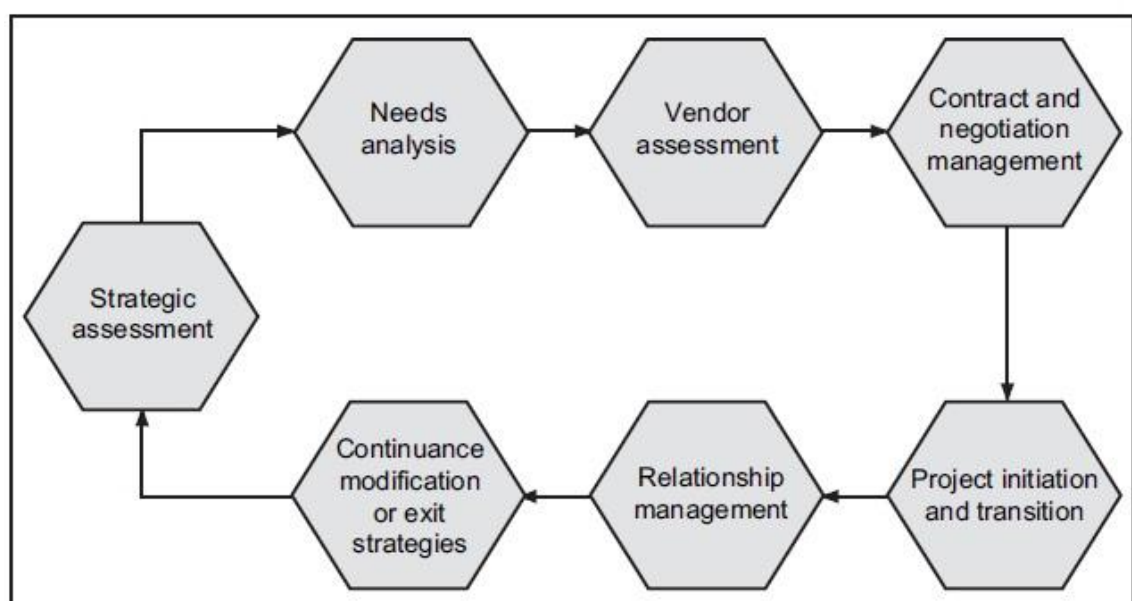 Needs
analysis
Vendor
assessment
Contract and
negotiation
management
Strategic
assessment
Continuance
modification
or exit
strategies
Relationship
management
Project initiation
and transition